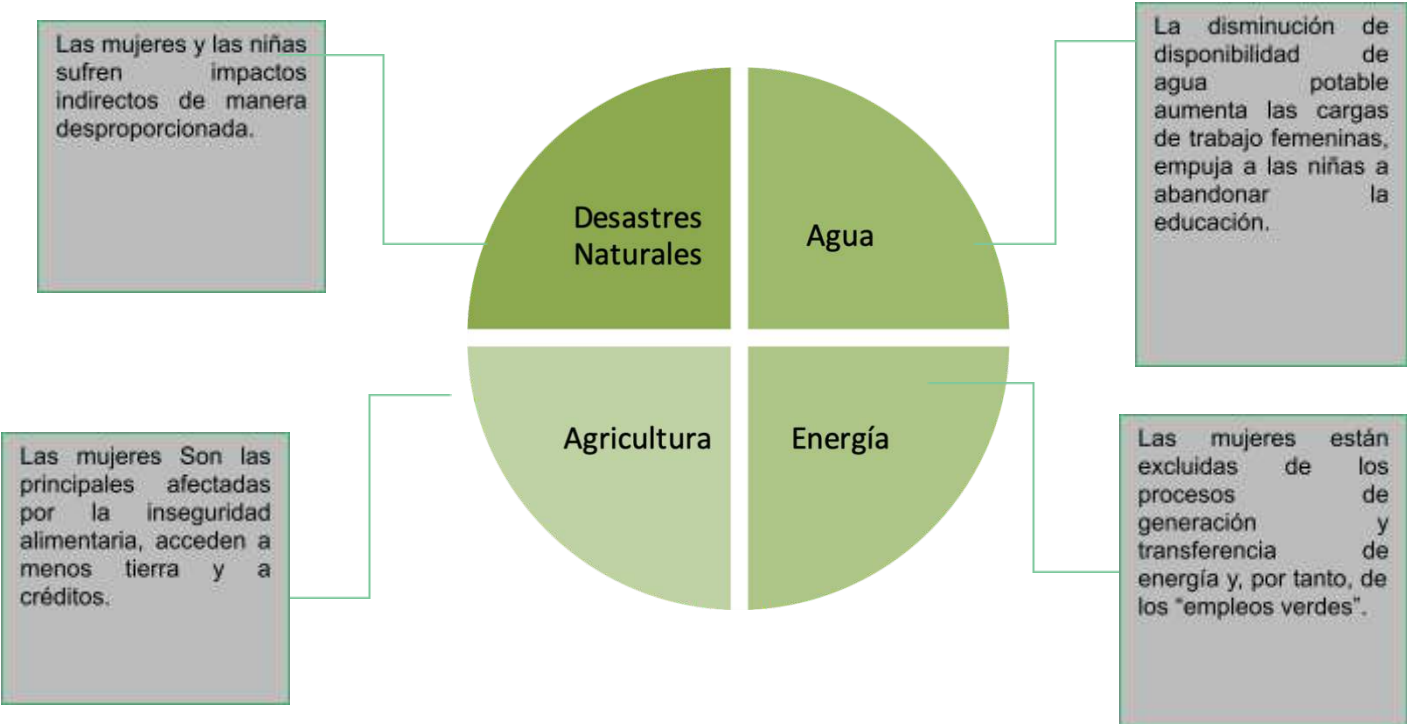 Las mujeres y las niñas
sufren impactos
indirectos de manera
desproporcionada.
La disminución de
disponibilidad de
agua potable
aumenta las cargas
de trabajo femeninas,
empuja a las niñas a
abandonar la
educación.
Desastres
Naturales
Agua
Agricultura
Energía
Las mujeres Son las
principales afectadas
por la inseguridad
alimentaria, acceden a
menos tierra y a
créditos.
Las mujeres están
excluidas de los
procesos de
generación y
transferencia de
energía y, por tanto, de
los “empleos verdes”.